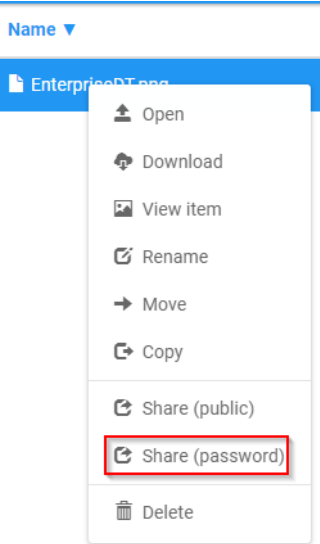 Name ▼
EnterpriseDT.png
Open
Download
View item
Rename
Move
Copy
Share (public)
Share (password)
Delete